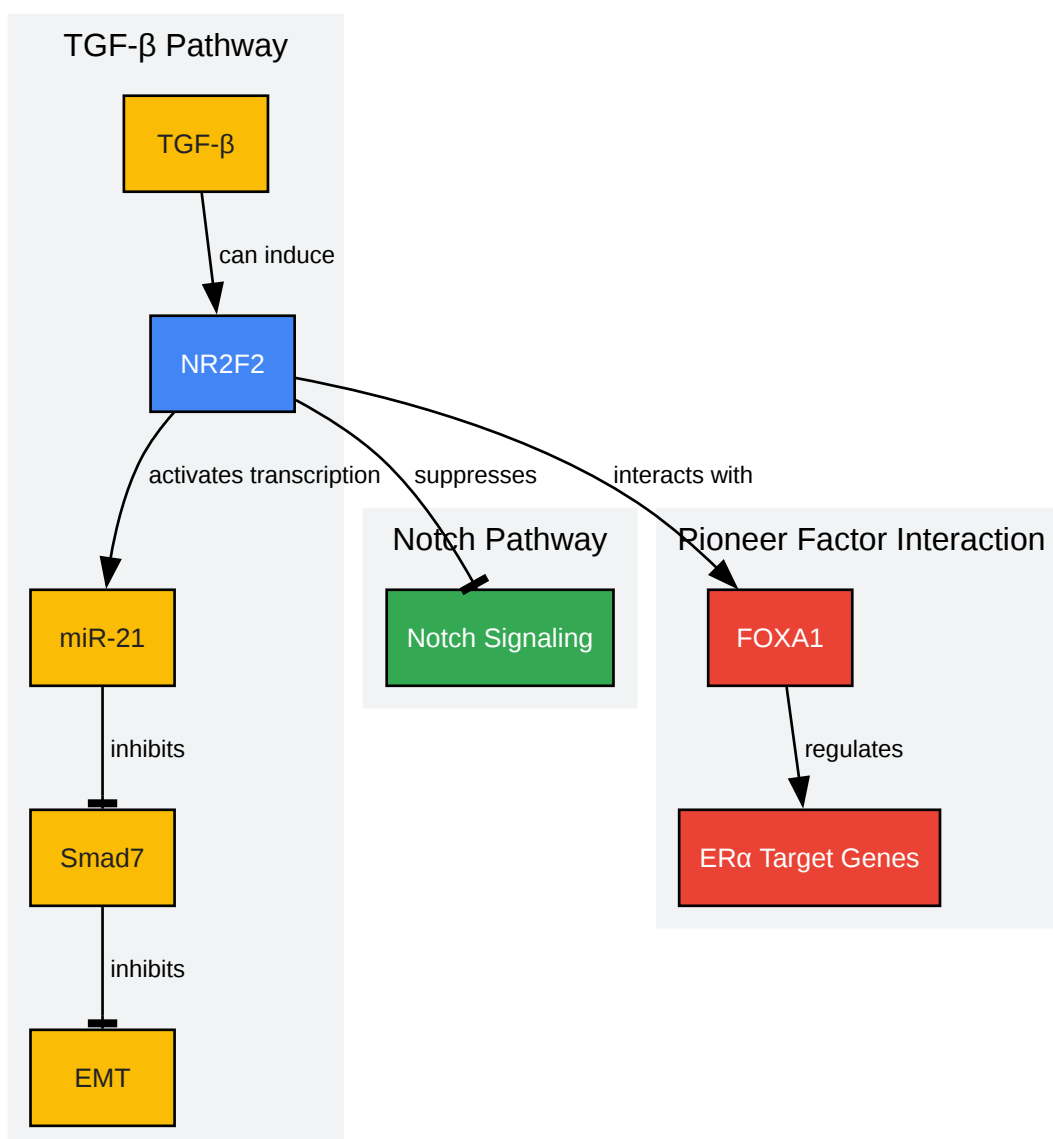 TGF-β Pathway
TGF-β
can induce
NR2F2
activates transcription
suppresses
interacts with
Notch Pathway
Pioneer Factor Interaction
miR-21
Notch Signaling
FOXA1
inhibits
regulates
Smad7
ERα Target Genes
inhibits
EMT